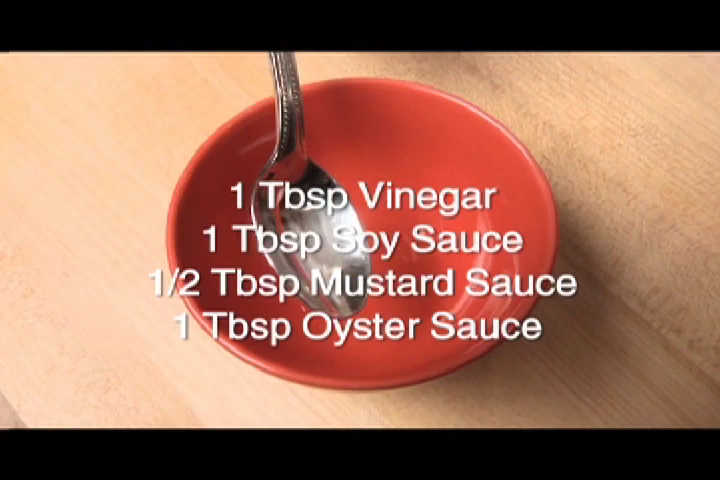 1 Tbsp Vinegar
1 Tbsp Soy Sauce
1/2 Tbsp Mustard Sauce
1 Tbsp Oyster Sauce